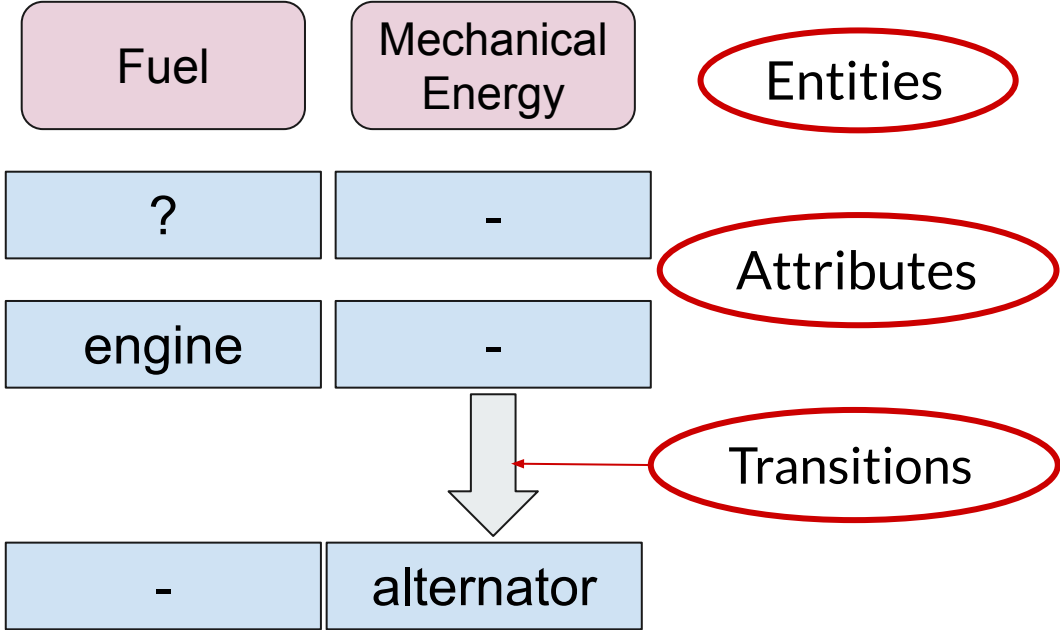 Fuel
Mechanical
Energy
Entities
?
-
Attributes
engine
-
Transitions
-
alternator